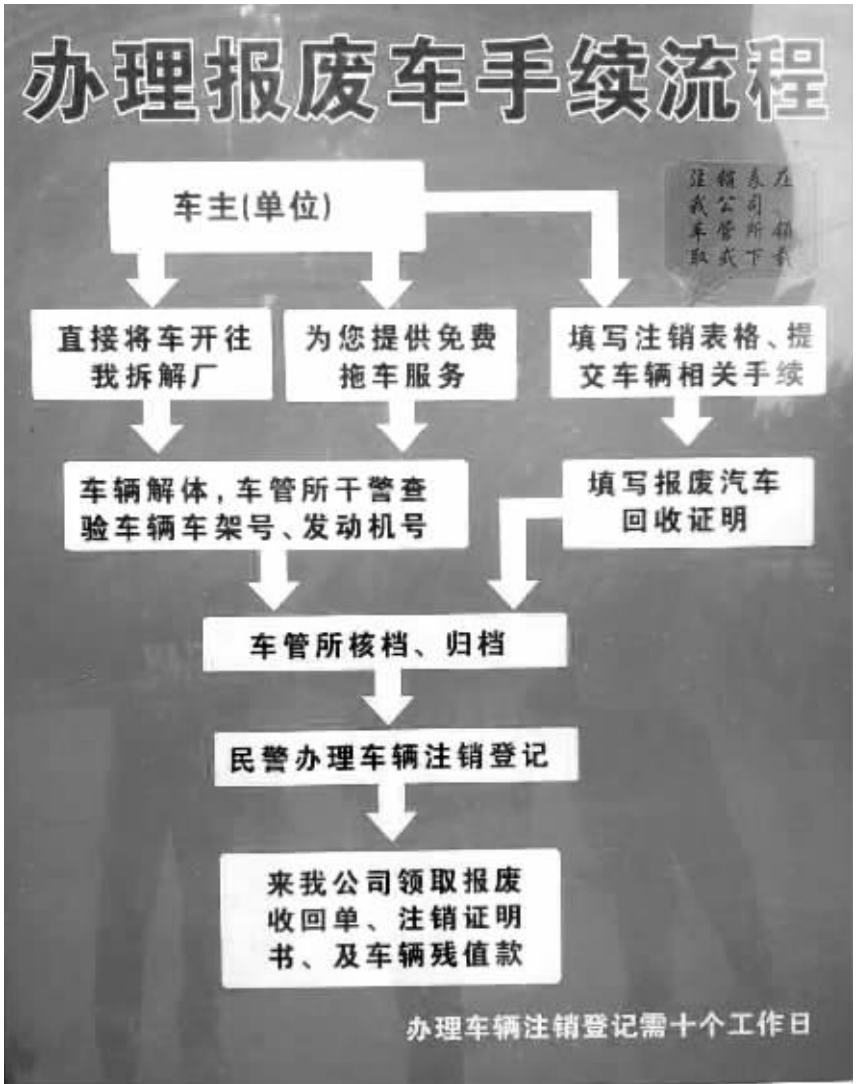 办理报废车手续流程
车主(单位)
我公司、
车管所领
取或下载
直接将车开往
我拆解厂
为您提供免费
拖车服务
填写注销表格、提
交车辆相关手续
车辆解体，车管所干警查
验车辆车架号、发动机号
填写报废汽车
回收证明
车管所核档、归档
民警办理车辆注销登记
来我公司领取报废
收回单、注销证明
书、及车辆残值款
办理车辆注销登记需十个工作日